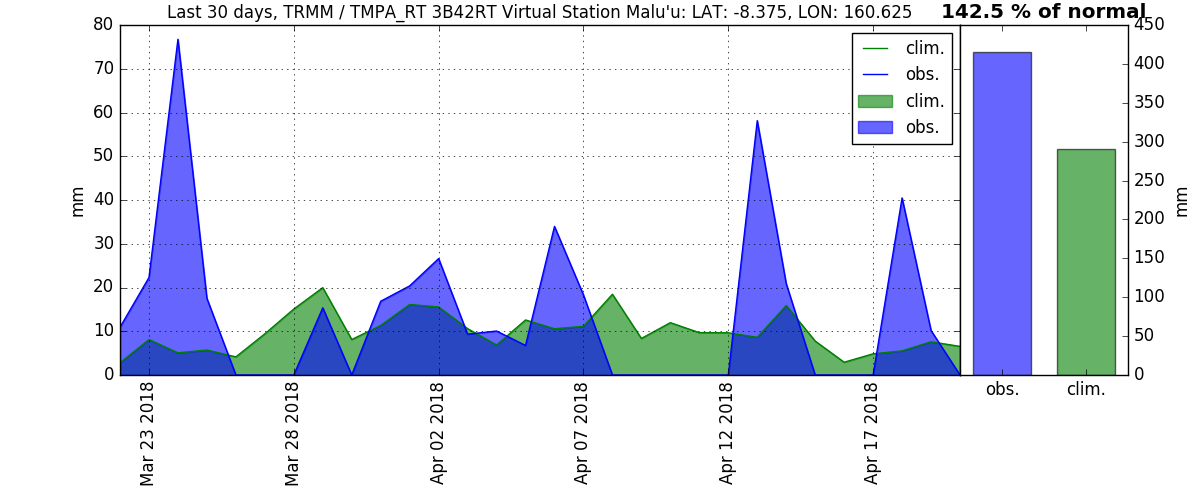 Last 30 days, TRMM / TMPA_RT 3B42RT Virtual Station Malu'u: LAT: -8.375, LON: 160.625
142.5 % of normal
80
70
60
50
40
30
20
10
0
mm
clim.
obs.
clim.
obs.
Mar 23 2018
Mar 28 2018
Apr 02 2018
Apr 07 2018
Apr 12 2018
Apr 17 2018
450
400
350
300
250
200
150
100
50
0
mm
obs.
clim.